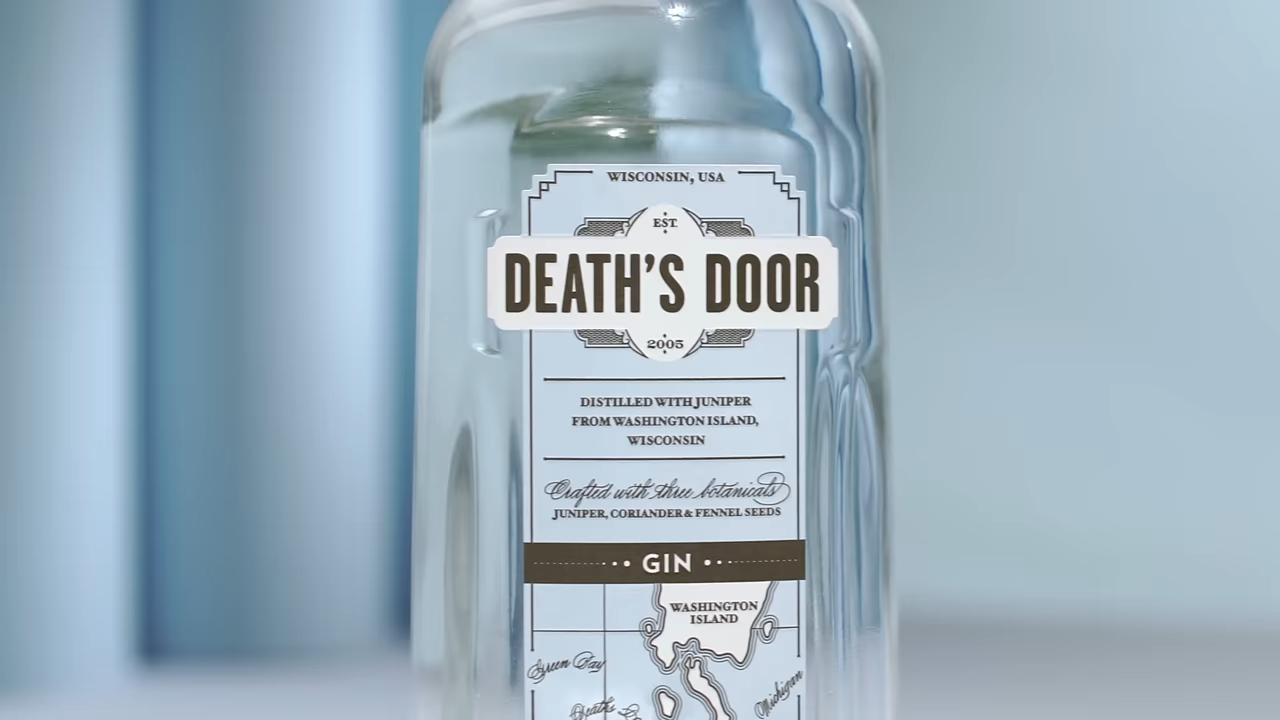 WISCONSIN, USA
EST.
DEATH'S DOOR
2005
DISTILLED WITH JUNIPER
FROM WASHINGTON ISLAND,
WISCONSIN
Crafted with three botanicals
JUNIPER, CORIANDER & FENNEL SEEDS
GIN
WASHINGTON
ISLAND
Green Bay
Michigan
Deaths